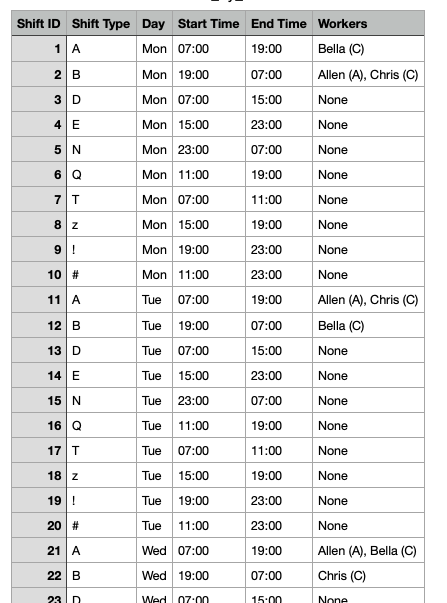 Shift ID Shift Type Day Start Time End Time Workers
1 A Mon 07:00 19:00 Bella (C)
2 B Mon 19:00 07:00 Allen (A), Chris (C)
3 D Mon 07:00 15:00 None
4 E Mon 15:00 23:00 None
5 N Mon 23:00 07:00 None
6 Q Mon 11:00 19:00 None
7 T Mon 07:00 11:00 None
8 z Mon 15:00 19:00 None
9 ! Mon 19:00 23:00 None
10 # Mon 11:00 23:00 None
11 A Tue 07:00 19:00 Allen (A), Chris (C)
12 B Tue 19:00 07:00 Bella (C)
13 D Tue 07:00 15:00 None
14 E Tue 15:00 23:00 None
15 N Tue 23:00 07:00 None
16 Q Tue 11:00 19:00 None
17 T Tue 07:00 11:00 None
18 z Tue 15:00 19:00 None
19 ! Tue 19:00 23:00 None
20 # Tue 11:00 23:00 None
21 A Wed 07:00 19:00 Allen (A), Bella (C)
22 B Wed 19:00 07:00 Chris (C)
23 D Wed 07:00 15:00 None